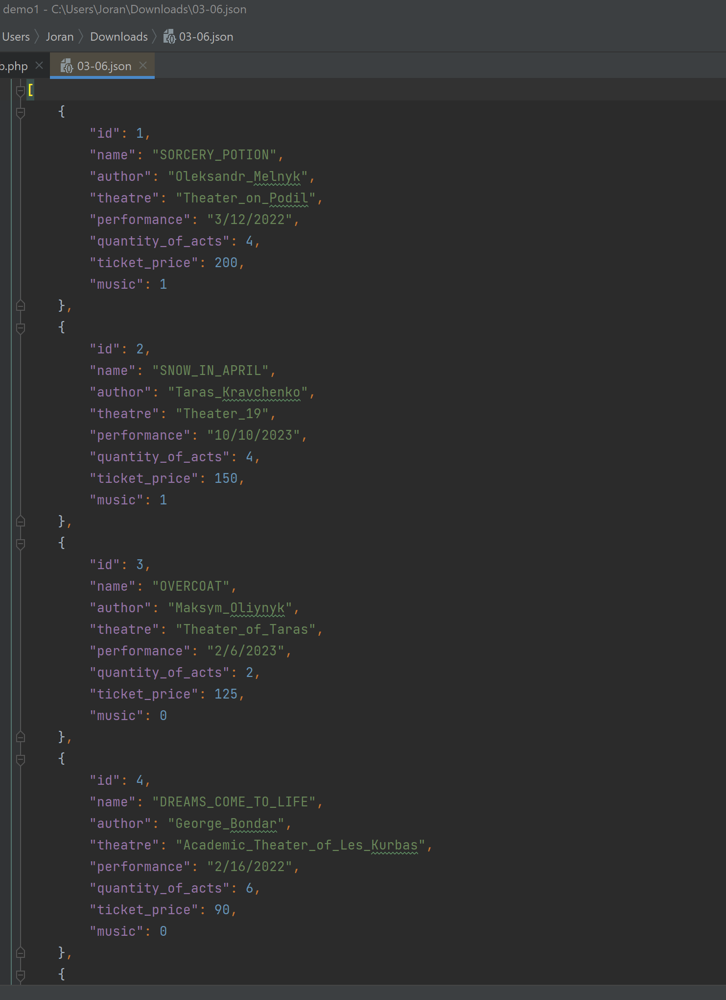 demo1 - C:\Users\Joran\Downloads\03-06.json
Users Joran Downloads 03-06.json
b.php 03-06.json
[
{
"id": 1,
"name": "SORCERY_POTION",
"author": "Oleksandr_Melnyk",
"theatre": "Theater_on_Podil",
"performance": "3/12/2022",
"quantity_of_acts": 4,
"ticket_price": 200,
"music": 1
},
{
"id": 2,
"name": "SNOW_IN_APRIL",
"author": "Taras_Kravchenko",
"theatre": "Theater_19",
"performance": "10/10/2023",
"quantity_of_acts": 4,
"ticket_price": 150,
"music": 1
},
{
"id": 3,
"name": "OVERCOAT",
"author": "Maksym_Oliynyk",
"theatre": "Theater_of_Taras",
"performance": "2/6/2023",
"quantity_of_acts": 2,
"ticket_price": 125,
"music": 0
},
{
"id": 4,
"name": "DREAMS_COME_TO_LIFE",
"author": "George_Bondar",
"theatre": "Academic_Theater_of_Les_Kurbas",
"performance": "2/16/2022",
"quantity_of_acts": 6,
"ticket_price": 90,
"music": 0
},
{